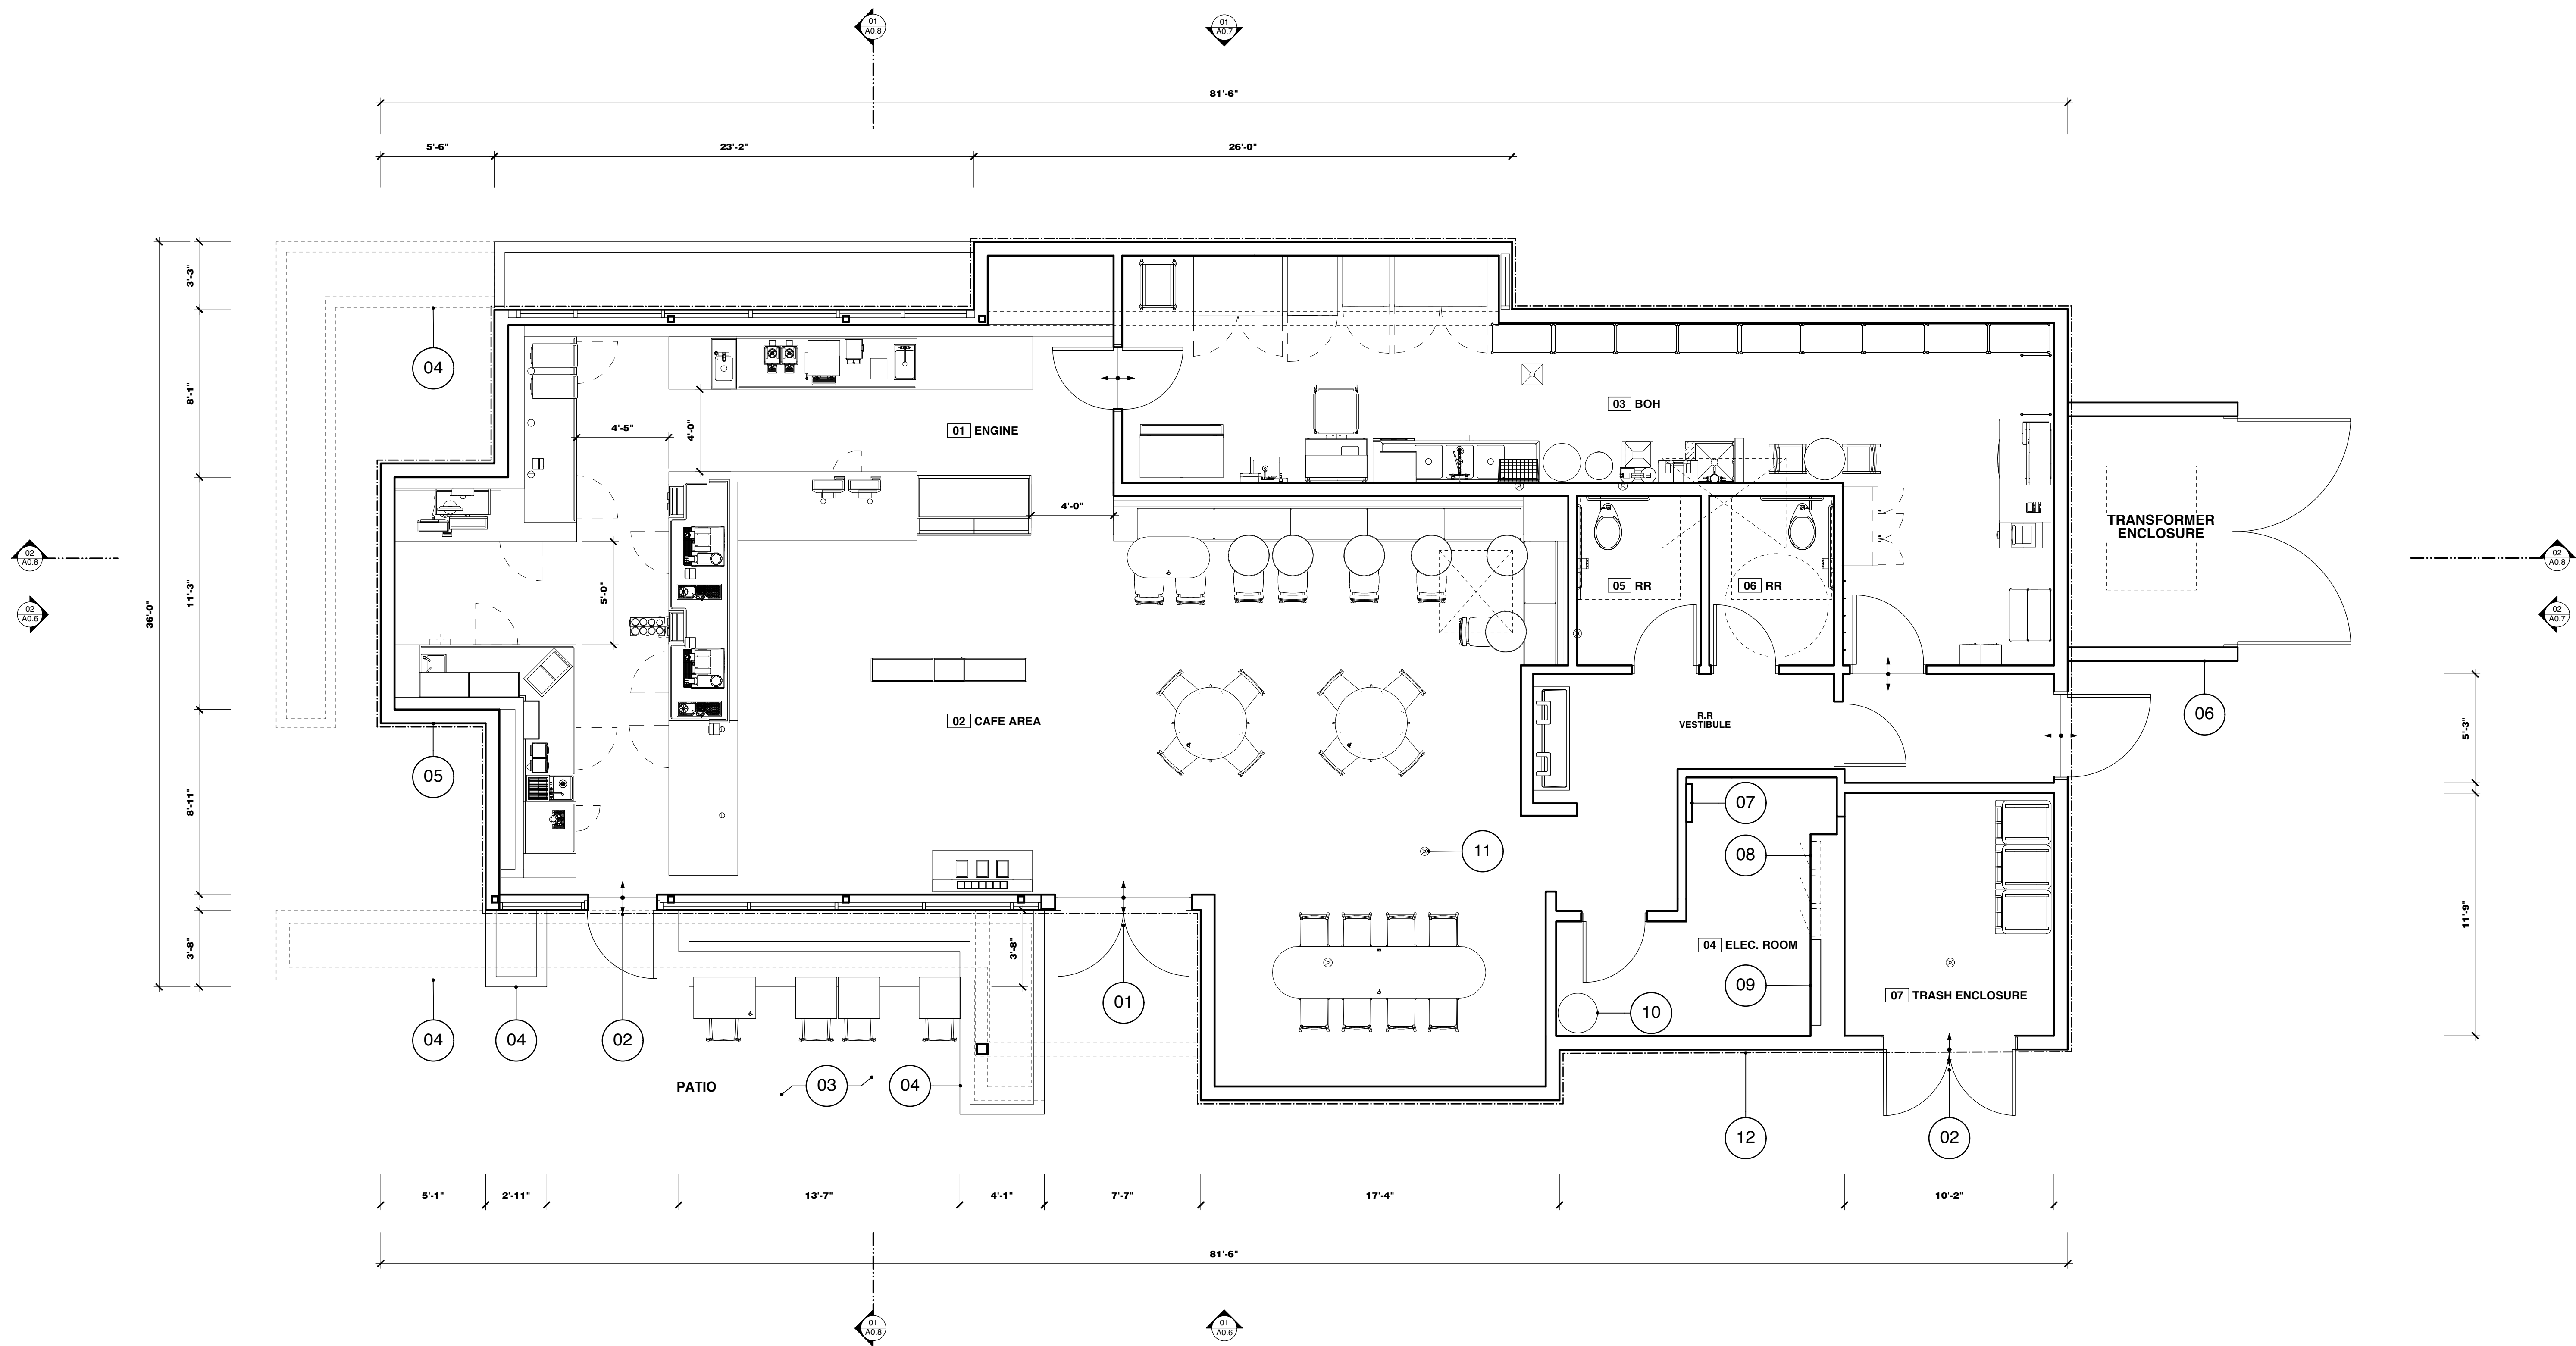 01
A0.8
01
A0.7
81'-6"
5'-6"
23'-2"
26'-0"
3'-3"
8'-1"
11'-3"
8'-11"
3'-8"
36'-0"
04
4'-5"
4'-0"
01 ENGINE
03 BOH
4'-0"
TRANSFORMER
ENCLOSURE
02
A0.8
02
A0.8
5'-0"
05 RR
06 RR
02
A0.6
02
A0.7
02 CAFE AREA
R.R
VESTIBULE
06
5'-3"
05
07
11
08
11'-9"
3'-8"
04 ELEC. ROOM
09
07 TRASH ENCLOSURE
01
10
04
04
02
PATIO
03
04
12
02
5'-1"
2'-11"
13'-7"
4'-1"
7'-7"
17'-4"
10'-2"
81'-6"
01
A0.8
01
A0.6